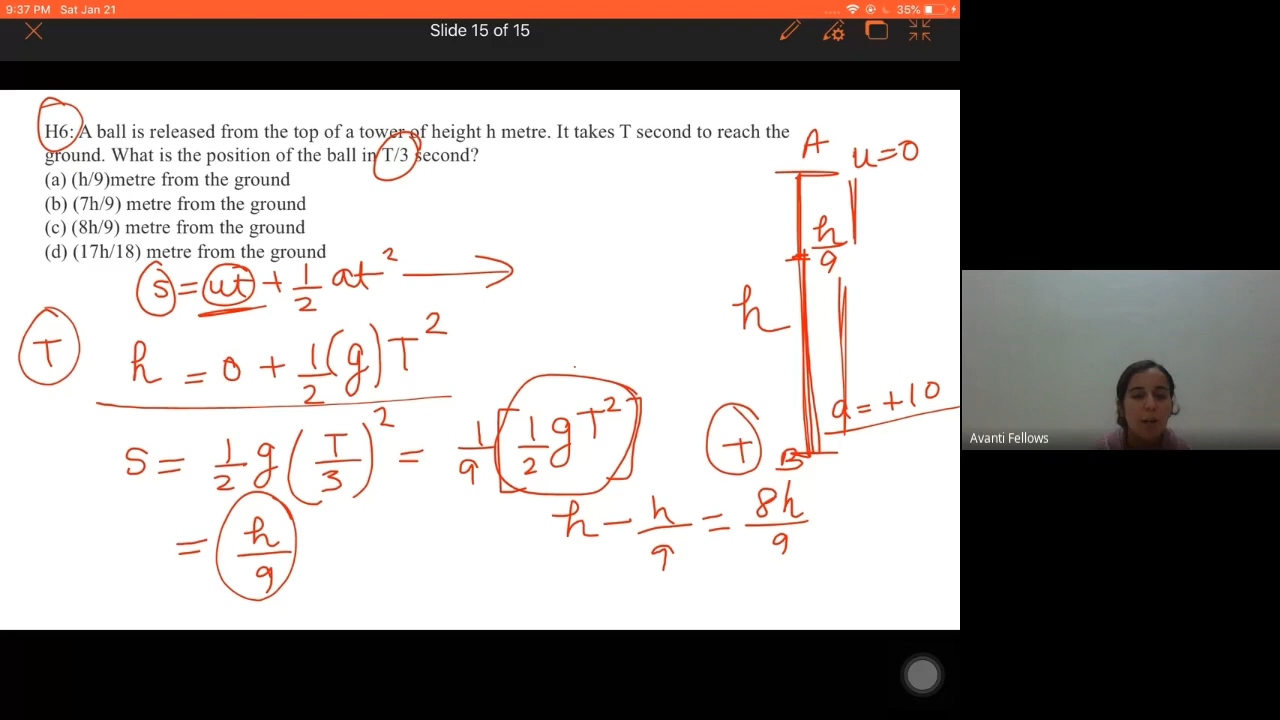 9:37 PM Sat Jan 21
35%
Slide 15 of 15
H6: A ball is released from the top of a tower of height h metre. It takes T second to reach the
ground. What is the position of the ball in T/3 second?
(a) (h/9)metre from the ground
(b) (7h/9) metre from the ground
(c) (8h/9) metre from the ground
(d) (17h/18) metre from the ground
A u=0
h/9
h
a = +10
B
+
s = ut + 1/2 at²
T
h = 0 + 1/2 (g) T²
S = 1/2 g (T/3)² = 1/9 [1/2 g T²]
= h/9
h - h/9 = 8h/9
Avanti Fellows